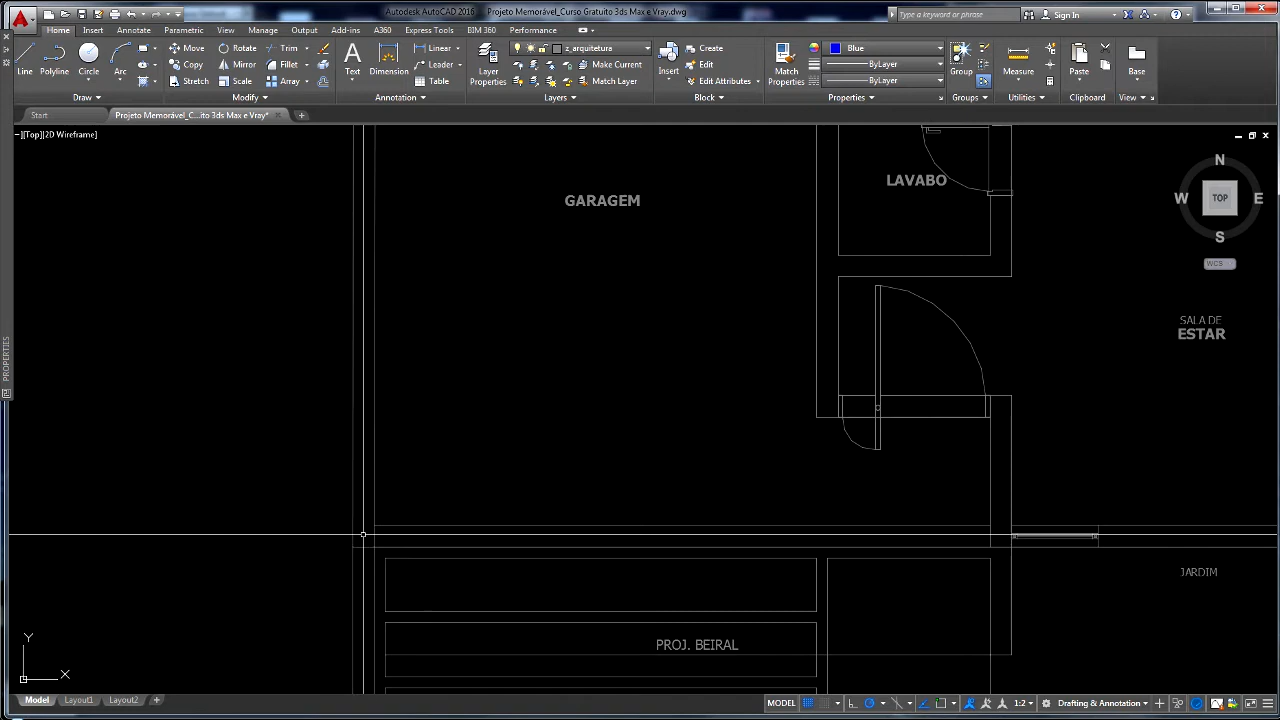 Autodesk AutoCAD 2016 - Projeto Memorável_Curso Gratuito 3ds Max e Vray.dwg
Type a keyword or phrase
Sign In
Home Insert Annotate Parametric View Manage Output Add-ins A360 Express Tools BIM 360 Performance
Line Polyline Circle Arc
Move Rotate Trim
Copy Mirror Fillet
Stretch Scale Array
Text Dimension
Linear
Leader
Table
Layer Properties
z_arquitetura
Make Current
Match Layer
Insert
Create
Edit
Edit Attributes
Match Properties
Blue
ByLayer
ByLayer
Group
Measure
Paste
Base
Draw Modify Annotation Layers Block Properties Groups Utilities Clipboard View
Start
Projeto Memorável_C...ito 3ds Max e Vray*
][Top][2D Wireframe]
N
W TOP E
S
WCS
PROPERTIES
GARAGEM
LAVABO
SALA DE
ESTAR
JARDIM
PROJ. BEIRAL
Y
X
Model Layout1 Layout2
MODEL
1:2
Drafting & Annotation